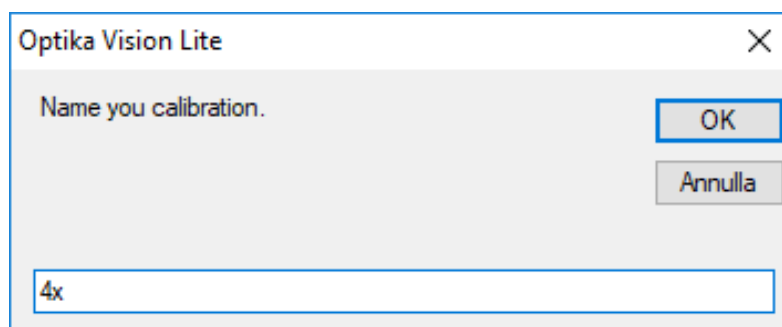 Optika Vision Lite
Name you calibration.
OK
Annulla
4x